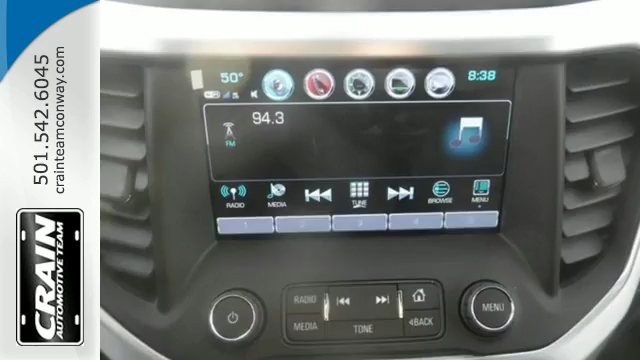 501.542.6045
crainteamconway.com
CRAIN
AUTOMOTIVE TEAM
50°
8:38
94.3
FM
RADIO
MEDIA
TUNE
BROWSE
MENU
1 2 3 4 5
RADIO
MENU
MEDIA
TONE
BACK